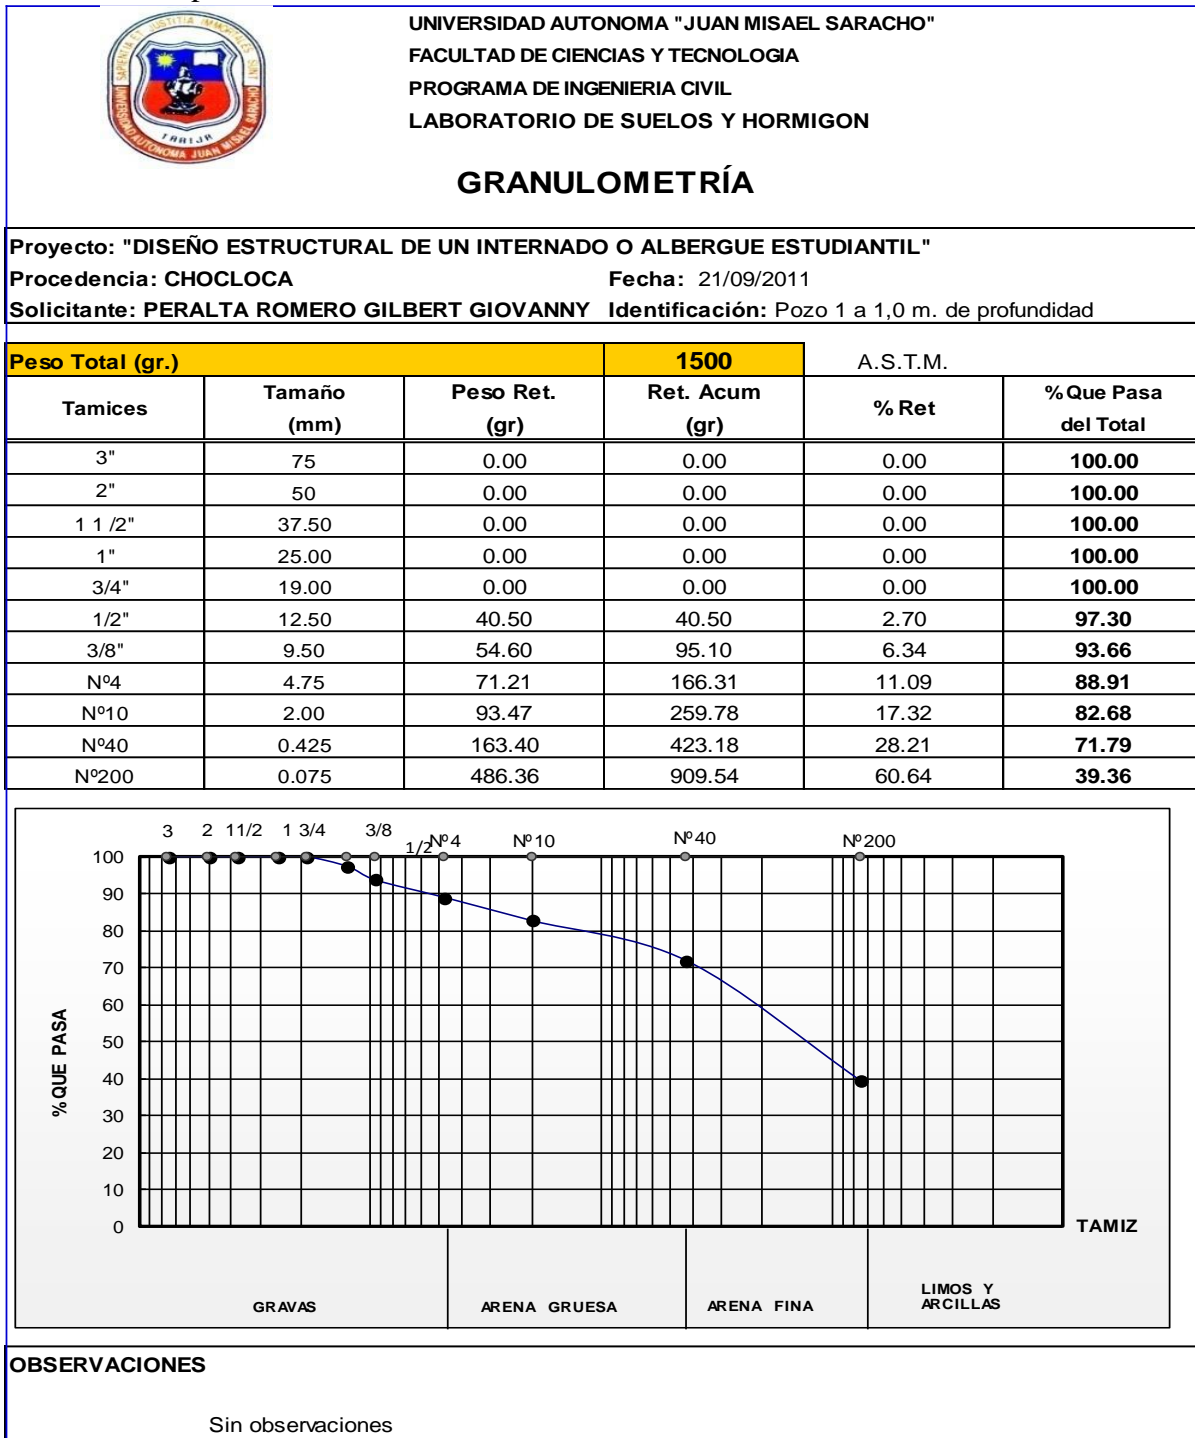 UNIVERSIDAD AUTONOMA "JUAN MISAEL SARACHO"
FACULTAD DE CIENCIAS Y TECNOLOGIA
PROGRAMA DE INGENIERIA CIVIL
LABORATORIO DE SUELOS Y HORMIGON
TARIJA
GRANULOMETRÍA
Proyecto: "DISEÑO ESTRUCTURAL DE UN INTERNADO O ALBERGUE ESTUDIANTIL"
Procedencia: CHOCLOCA Fecha: 21/09/2011
Solicitante: PERALTA ROMERO GILBERT GIOVANNY Identificación: Pozo 1 a 1,0 m. de profundidad
Peso Total (gr.) 1500 A.S.T.M.
Tamices Tamaño (mm) Peso Ret. (gr) Ret. Acum (gr) % Ret % Que Pasa del Total
3" 75 0.00 0.00 0.00 100.00
2" 50 0.00 0.00 0.00 100.00
1 1 /2" 37.50 0.00 0.00 0.00 100.00
1" 25.00 0.00 0.00 0.00 100.00
3/4" 19.00 0.00 0.00 0.00 100.00
1/2" 12.50 40.50 40.50 2.70 97.30
3/8" 9.50 54.60 95.10 6.34 93.66
Nº4 4.75 71.21 166.31 11.09 88.91
Nº10 2.00 93.47 259.78 17.32 82.68
Nº40 0.425 163.40 423.18 28.21 71.79
Nº200 0.075 486.36 909.54 60.64 39.36
3 2 11/2 1 3/4 3/8 1/2 Nº4 Nº10 Nº40 Nº200
100
90
80
70
60
50
40
30
20
10
0
% QUE PASA
TAMIZ
GRAVAS ARENA GRUESA ARENA FINA LIMOS Y ARCILLAS
OBSERVACIONES
Sin observaciones